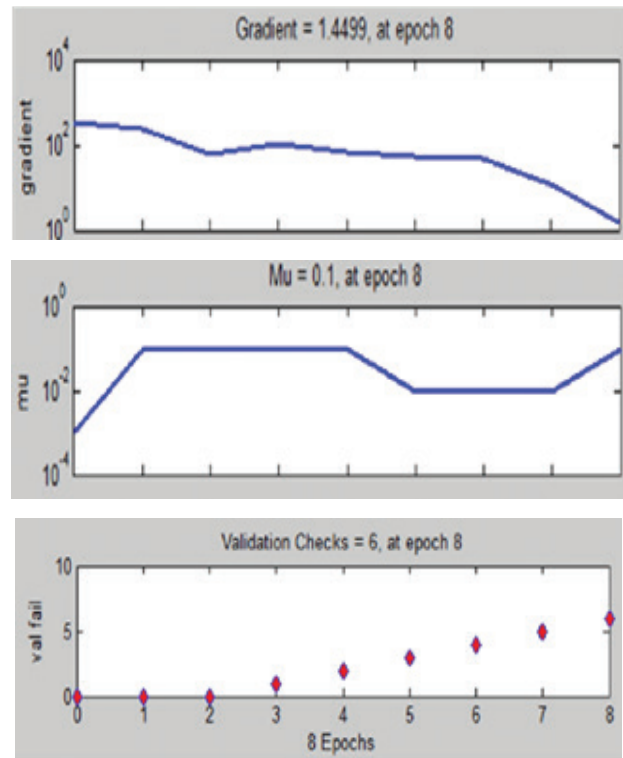 Gradient = 1.4499, at epoch 8
10^4
10^2
10^0
gradient
Mu = 0.1, at epoch 8
10^0
10^-2
10^-4
mu
Validation Checks = 6, at epoch 8
10
5
0
val fail
0 1 2 3 4 5 6 7 8
8 Epochs